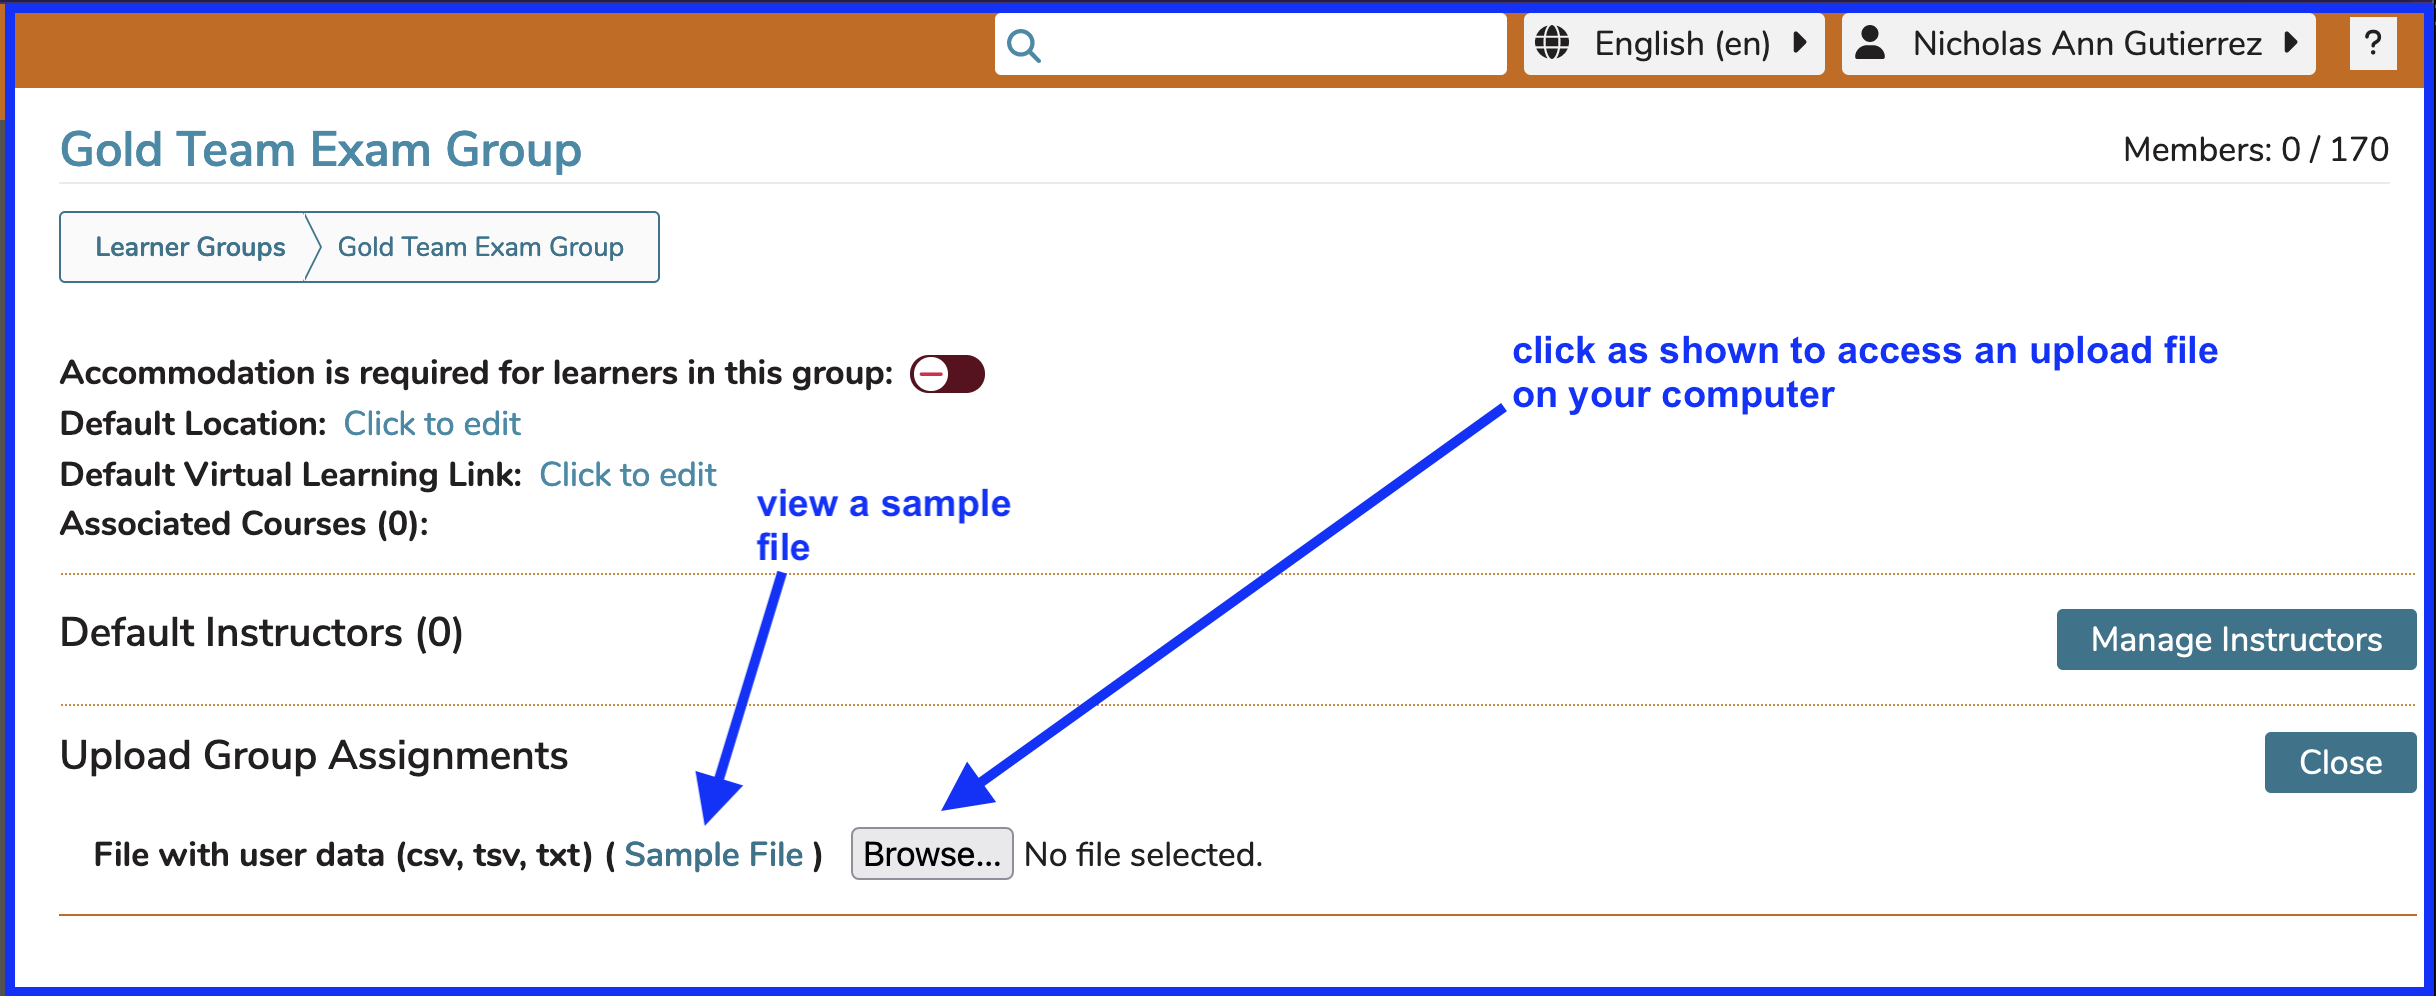 English (en)
Nicholas Ann Gutierrez
?
Gold Team Exam Group
Members: 0 / 170
Learner Groups
Gold Team Exam Group
Accommodation is required for learners in this group:
click as shown to access an upload file
on your computer
Default Location: Click to edit
Default Virtual Learning Link: Click to edit
view a sample
file
Associated Courses (0):
Default Instructors (0)
Manage Instructors
Upload Group Assignments
Close
File with user data (csv, tsv, txt) ( Sample File ) Browse... No file selected.